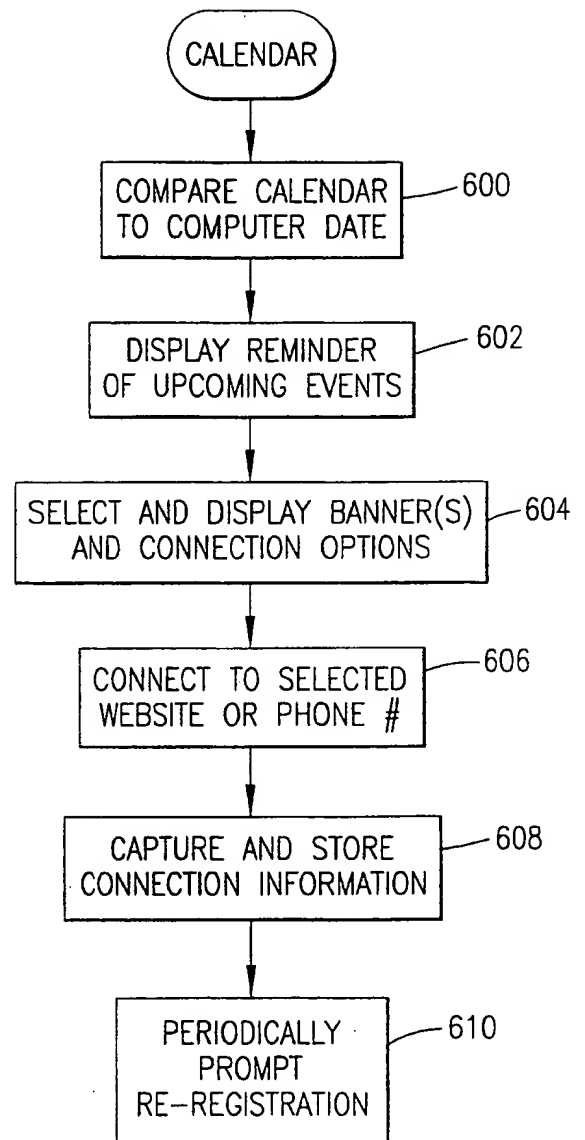 CALENDAR
COMPARE CALENDAR
TO COMPUTER DATE
600
DISPLAY REMINDER
OF UPCOMING EVENTS
602
SELECT AND DISPLAY BANNER(S)
AND CONNECTION OPTIONS
604
CONNECT TO SELECTED
WEBSITE OR PHONE #
606
CAPTURE AND STORE
CONNECTION INFORMATION
608
PERIODICALLY
PROMPT
RE-REGISTRATION
610